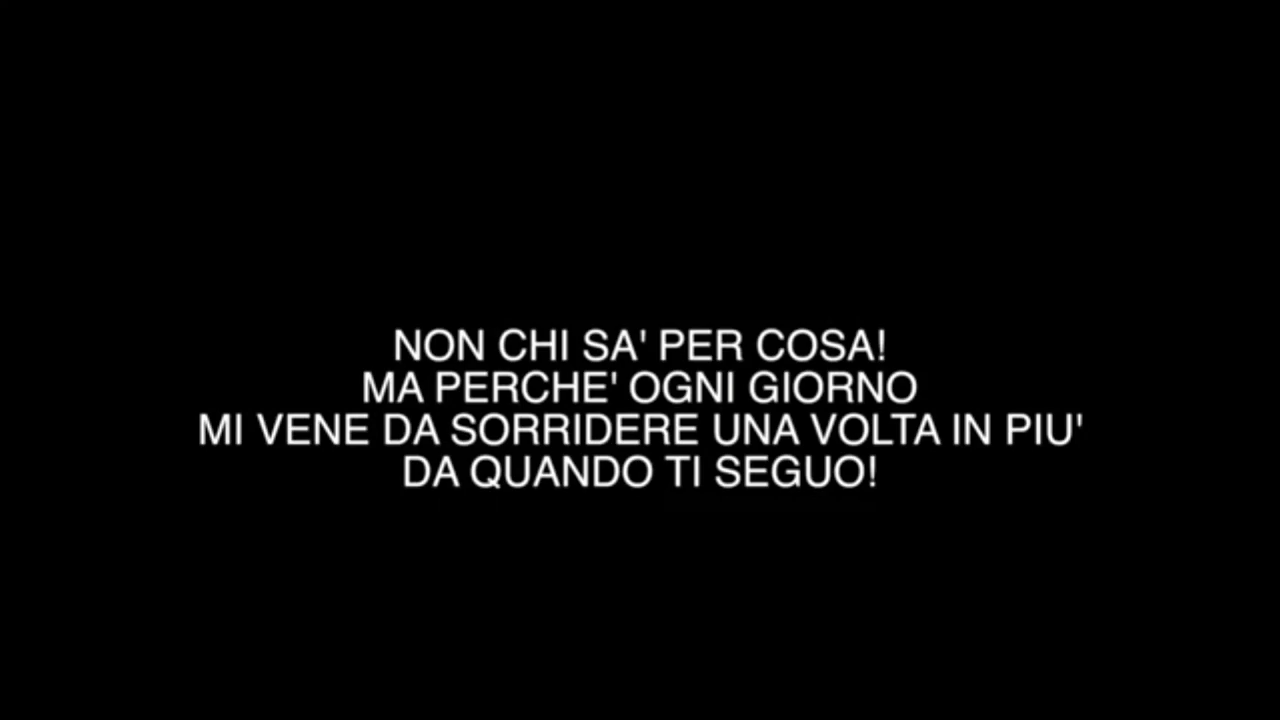 NON CHI SA' PER COSA!
MA PERCHE' OGNI GIORNO
MI VENE DA SORRIDERE UNA VOLTA IN PIU'
DA QUANDO TI SEGUO!